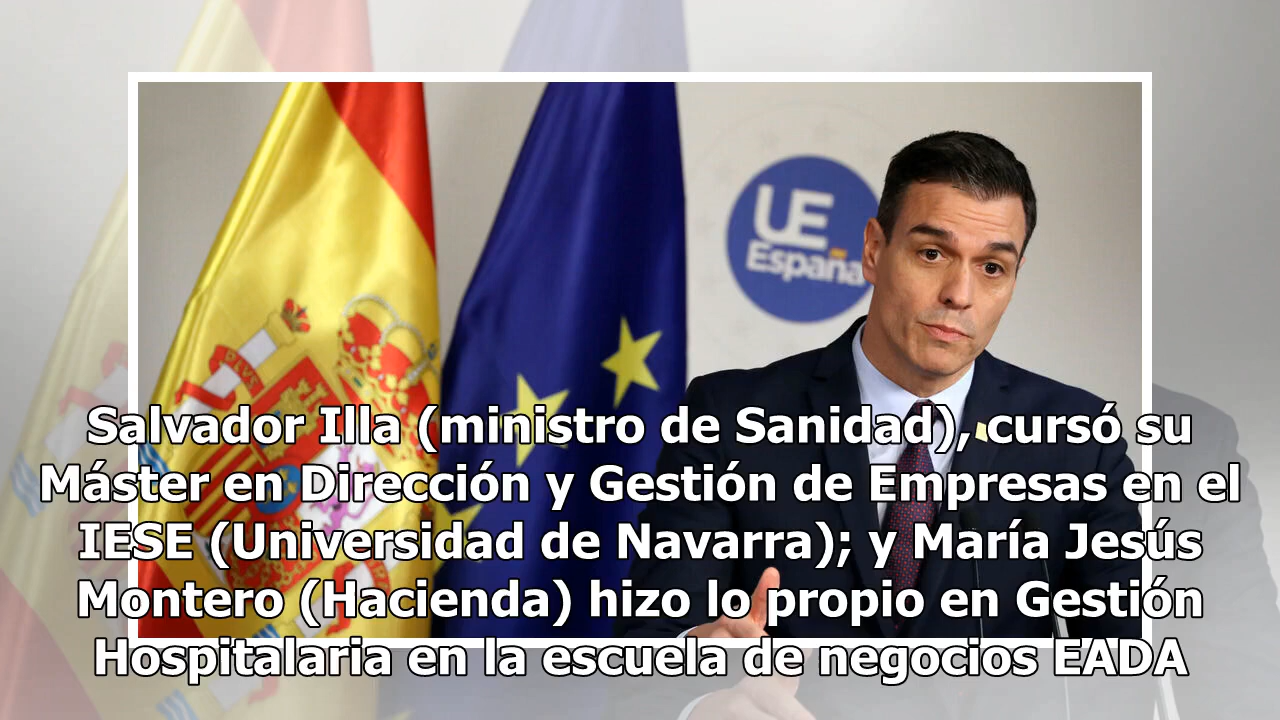 UE
España
Salvador Illa (ministro de Sanidad), cursó su
Máster en Dirección y Gestión de Empresas en el
IESE (Universidad de Navarra); y María Jesús
Montero (Hacienda) hizo lo propio en Gestión
Hospitalaria en la escuela de negocios EADA